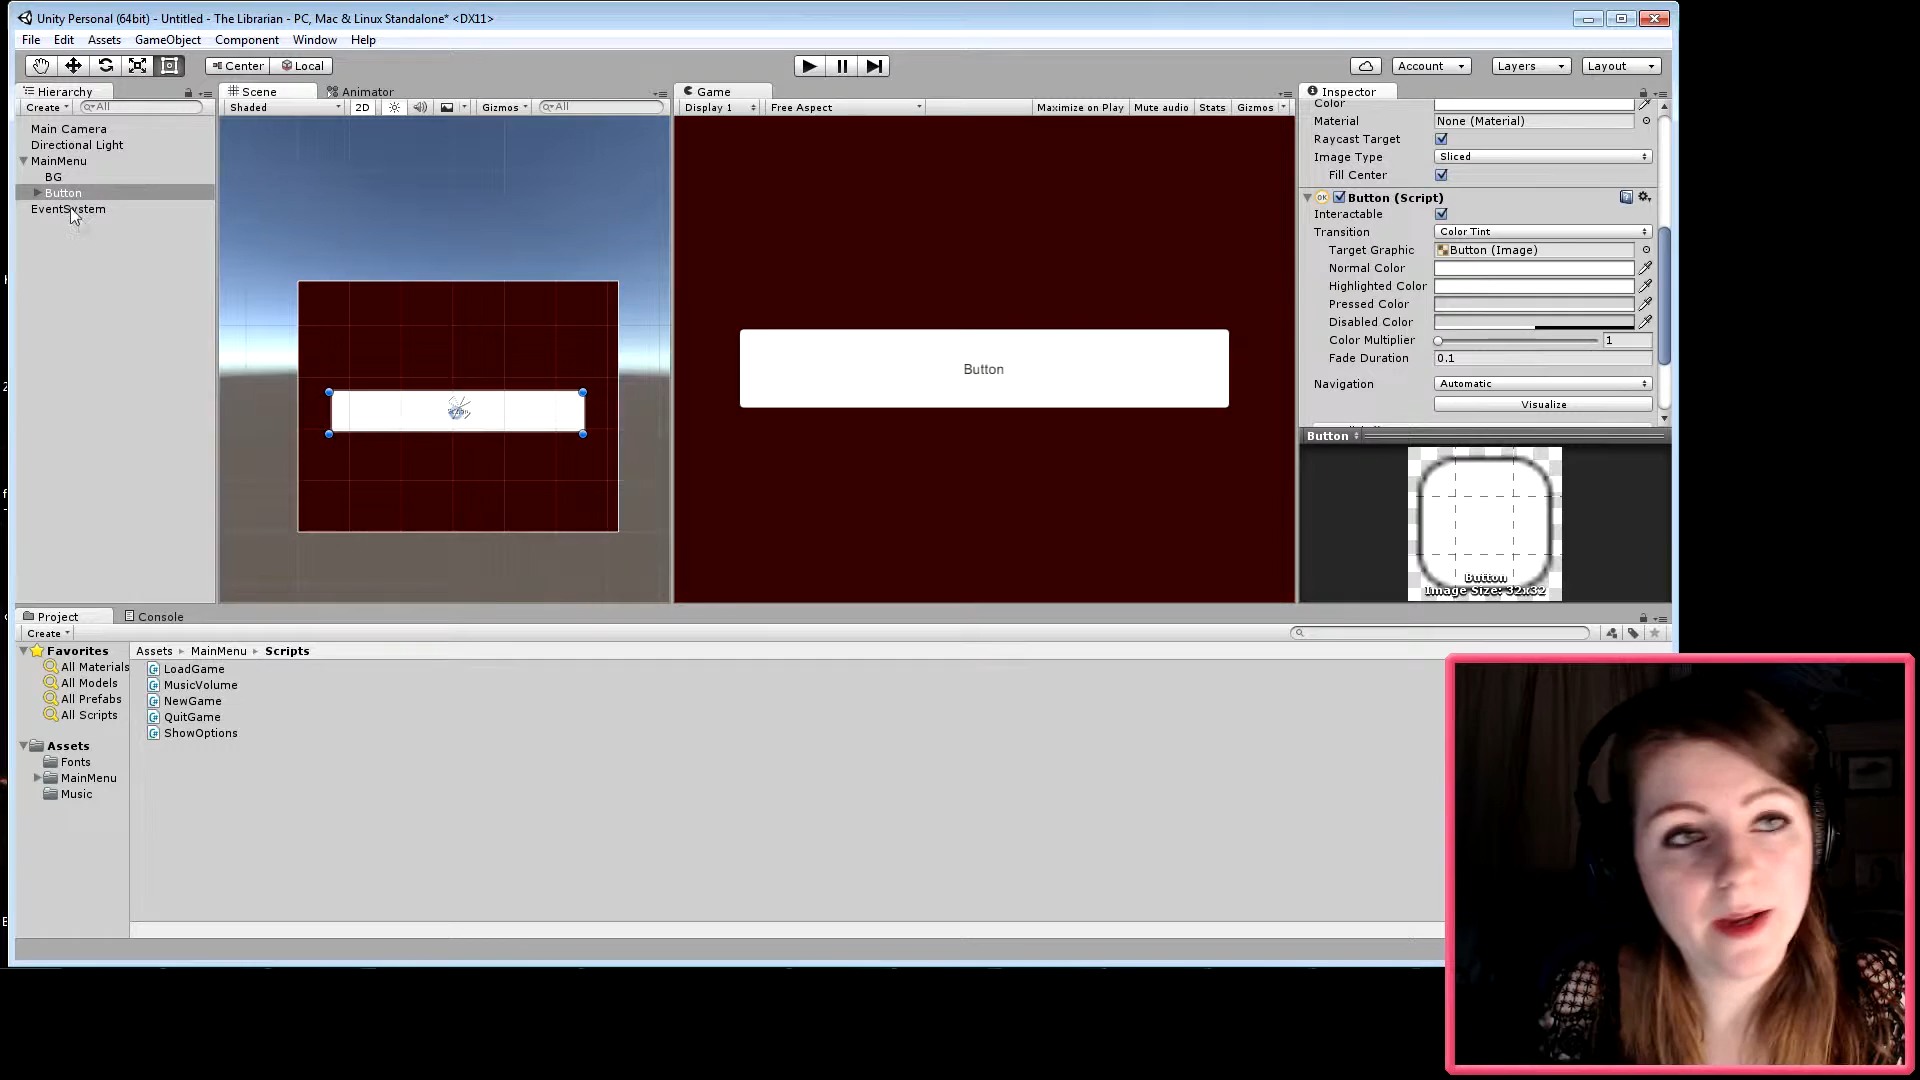 Unity Personal (64bit) - Untitled - The Librarian - PC, Mac & Linux Standalone* <DX11>
File Edit Assets GameObject Component Window Help
Center Local Account Layers Layout
Hierarchy Scene Animator Game Inspector
Create All Shaded 2D Gizmos All Display 1 Free Aspect Maximize on Play Mute audio Stats Gizmos
Main Camera
Directional Light
MainMenu
BG
Button
EventSystem
Button
Color
Material None (Material)
Raycast Target
Image Type Sliced
Fill Center
Button (Script)
Interactable
Transition Color Tint
Target Graphic Button (Image)
Normal Color
Highlighted Color
Pressed Color
Disabled Color
Color Multiplier 1
Fade Duration 0.1
Navigation Automatic
Visualize
Button
Button
Image Size: 32x32
Project Console
Create
Favorites
All Materials
All Models
All Prefabs
All Scripts
Assets
Fonts
MainMenu
Music
Assets MainMenu Scripts
LoadGame
MusicVolume
NewGame
QuitGame
ShowOptions